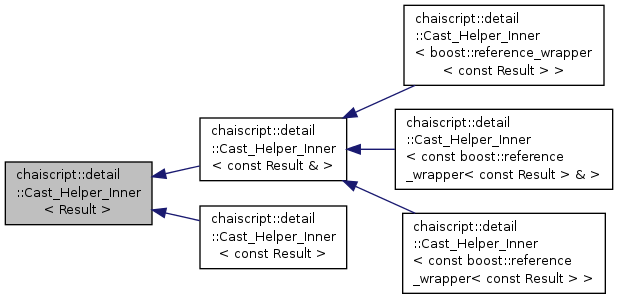 chaiscript::detail
::Cast_Helper_Inner
< Result >
chaiscript::detail
::Cast_Helper_Inner
< const Result & >
chaiscript::detail
::Cast_Helper_Inner
< const Result >
chaiscript::detail
::Cast_Helper_Inner
< boost::reference_wrapper
< const Result > >
chaiscript::detail
::Cast_Helper_Inner
< const boost::reference
_wrapper< const Result > & >
chaiscript::detail
::Cast_Helper_Inner
< const boost::reference
_wrapper< const Result > >